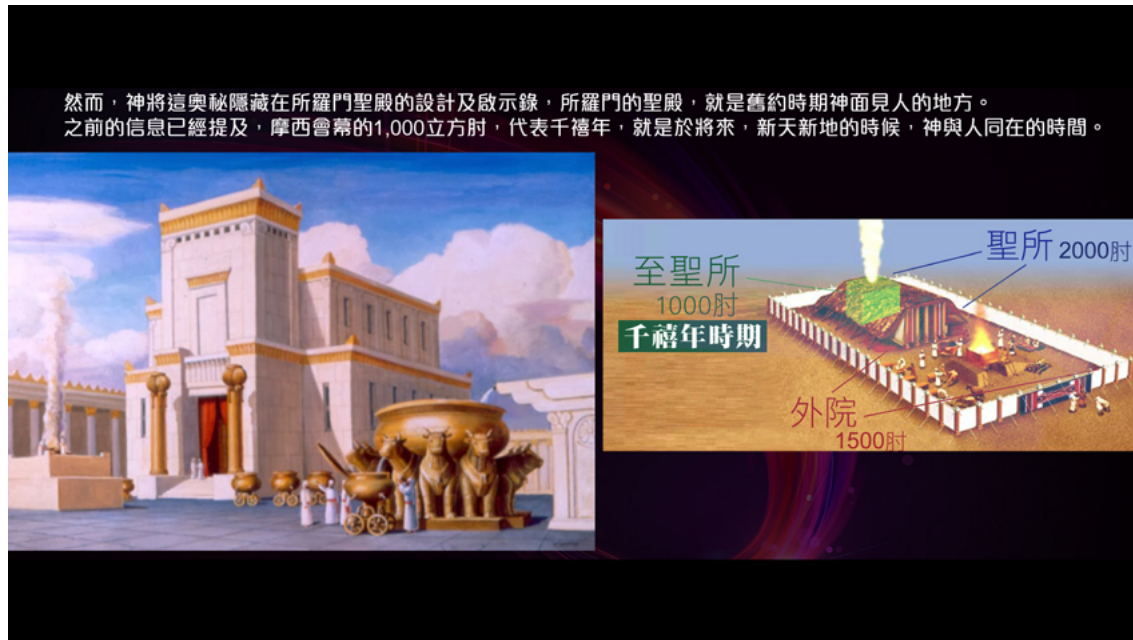 然而，神將這奧秘隱藏在所羅門聖殿的設計及啟示錄，所羅門的聖殿，就是舊約時期神面見人的地方。
之前的信息已經提及，摩西會幕的1,000立方肘，代表千禧年，就是於將來，新天新地的時候，神與人同在的時間。
聖所 2000肘
至聖所
1000肘
千禧年時期
外院
1500肘